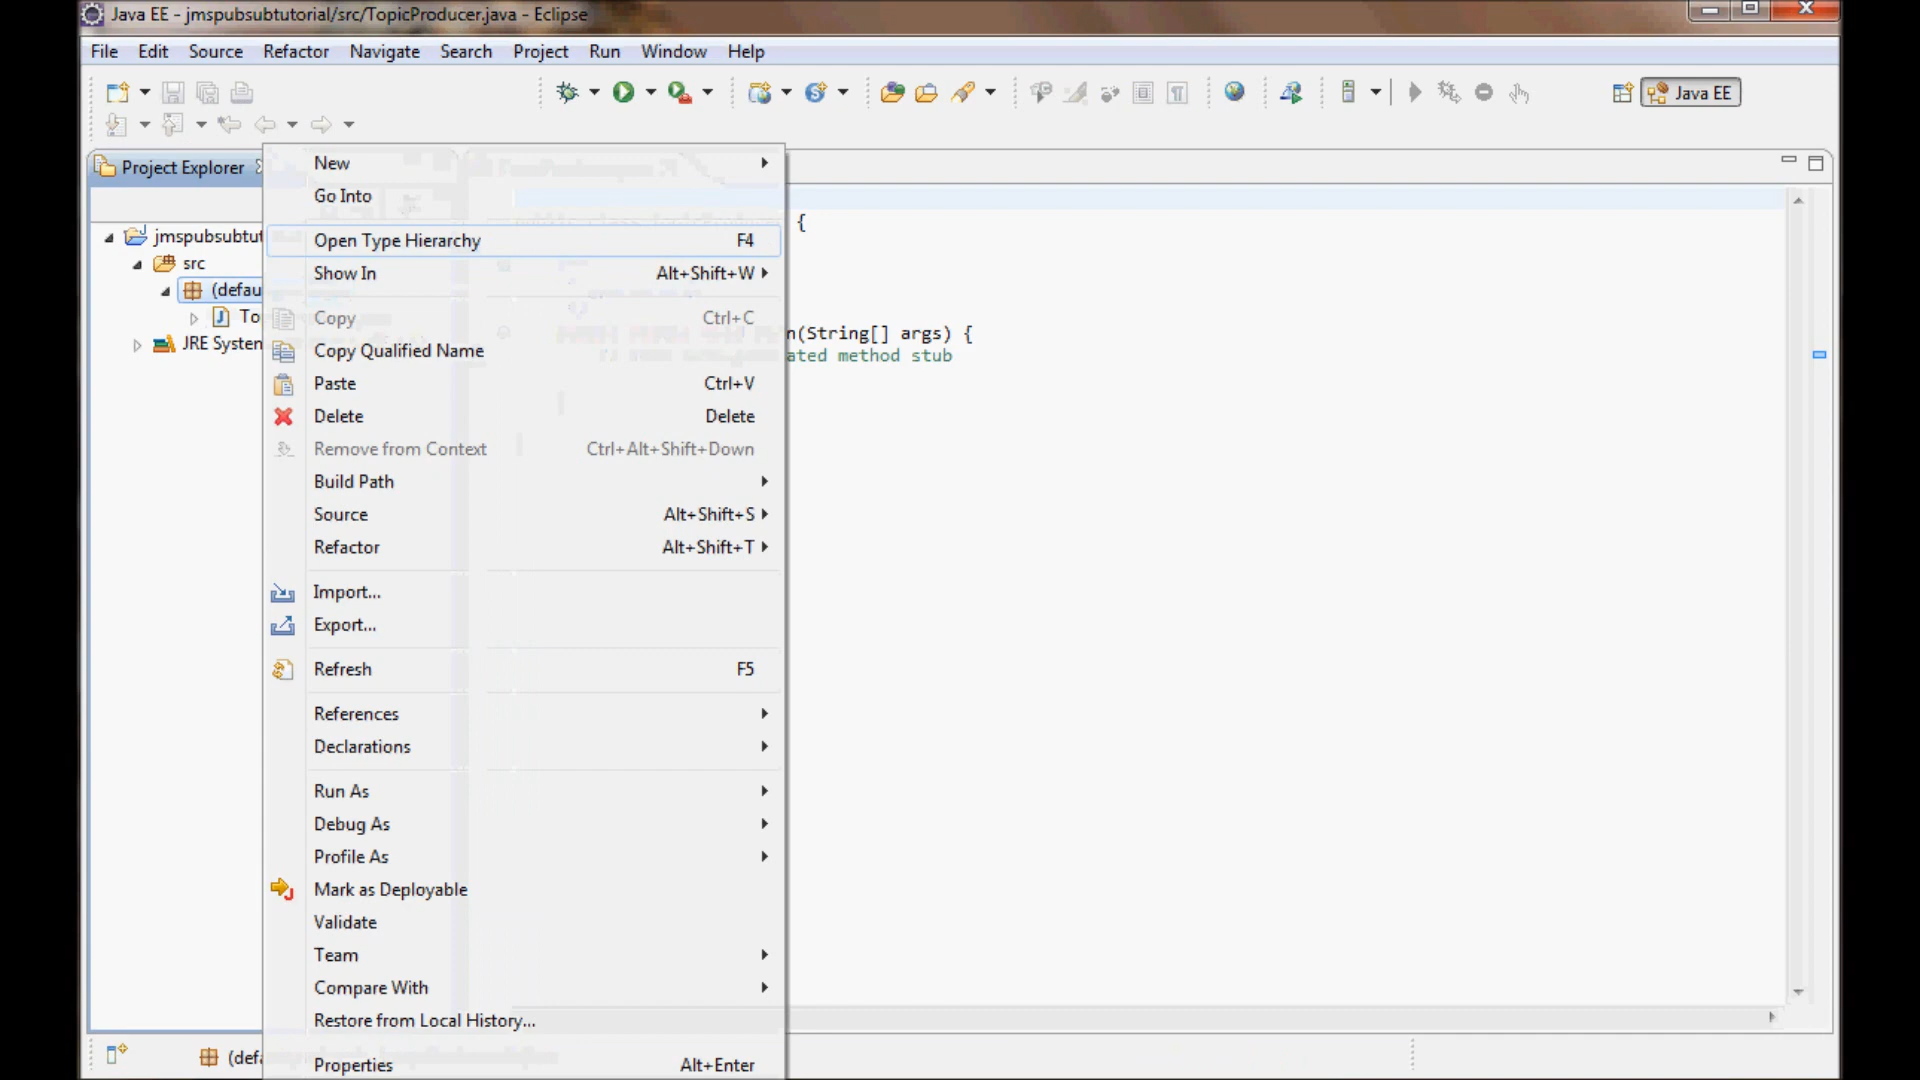 Java EE - jmspubsubtutorial/src/TopicProducer.java - Eclipse
File Edit Source Refactor Navigate Search Project Run Window Help
Java EE
Project Explorer
New
Go Into
{
jmspubsubtut
Open Type Hierarchy F4
src
Show In Alt+Shift+W
(defau
To
Copy Ctrl+C
n(String[] args) {
JRE System
Copy Qualified Name
ated method stub
Paste Ctrl+V
Delete Delete
Remove from Context Ctrl+Alt+Shift+Down
Build Path
Source Alt+Shift+S
Refactor Alt+Shift+T
Import...
Export...
Refresh F5
References
Declarations
Run As
Debug As
Profile As
Mark as Deployable
Validate
Team
Compare With
Restore from Local History...
(defa
Properties Alt+Enter